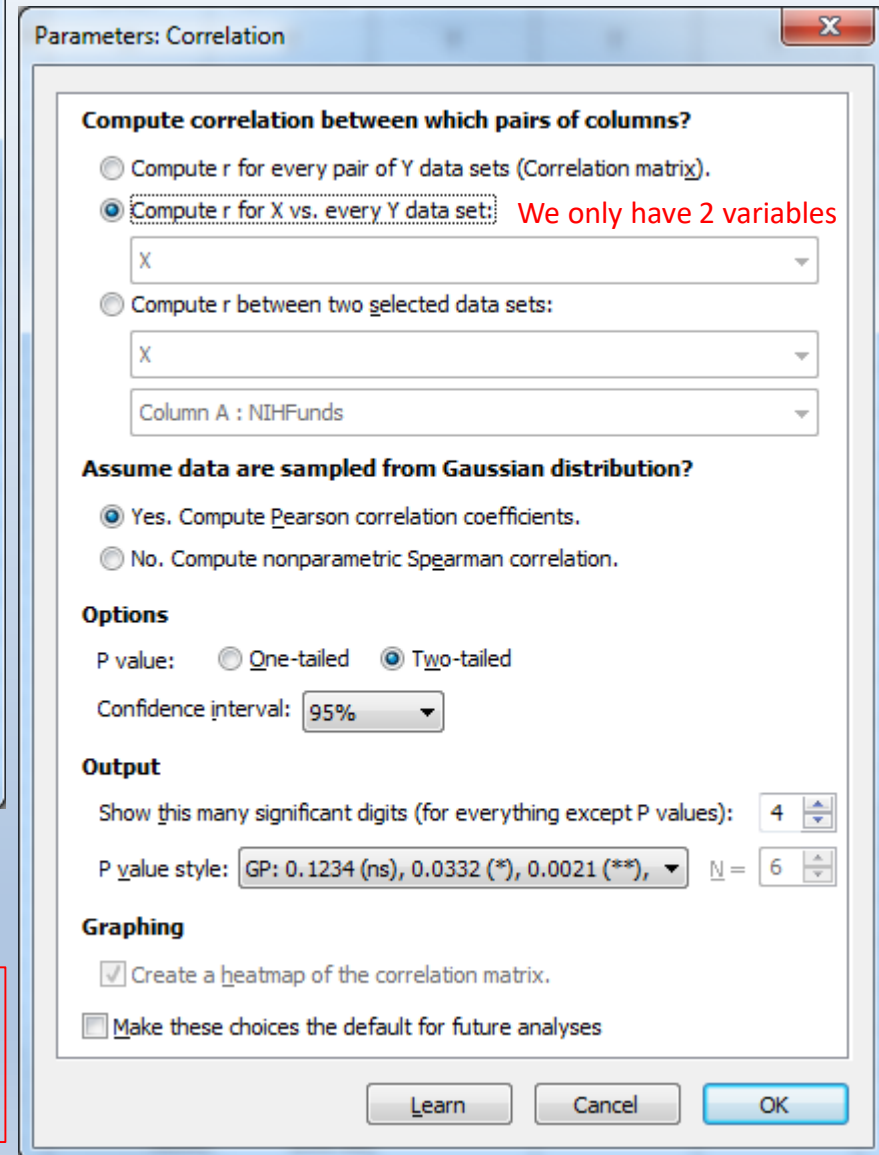 Parameters: Correlation
x
Compute correlation between which pairs of columns?
Compute r for every pair of Y data sets (Correlation matrix).
Compute r for X vs. every Y data set: We only have 2 variables
X
Compute r between two selected data sets:
X
Column A : NIHFunds
Assume data are sampled from Gaussian distribution?
Yes. Compute Pearson correlation coefficients.
No. Compute nonparametric Spearman correlation.
Options
P value: One-tailed Two-tailed
Confidence interval: 95%
Output
Show this many significant digits (for everything except P values): 4
P value style: GP: 0.1234 (ns), 0.0332 (*), 0.0021 (**), N = 6
Graphing
Create a heatmap of the correlation matrix.
Make these choices the default for future analyses
Learn Cancel OK